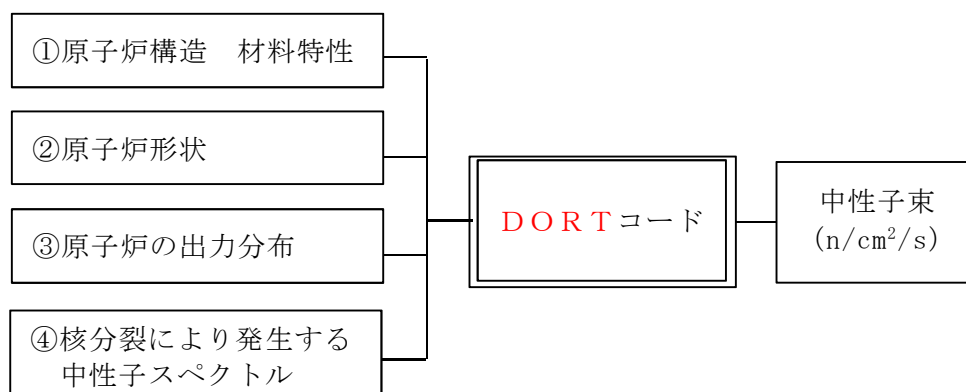 ①原子炉構造　材料特性
②原子炉形状
③原子炉の出力分布
④核分裂により発生する
中性子スペクトル
ＤＯＲＴコード
中性子束
(n/cm²/s)